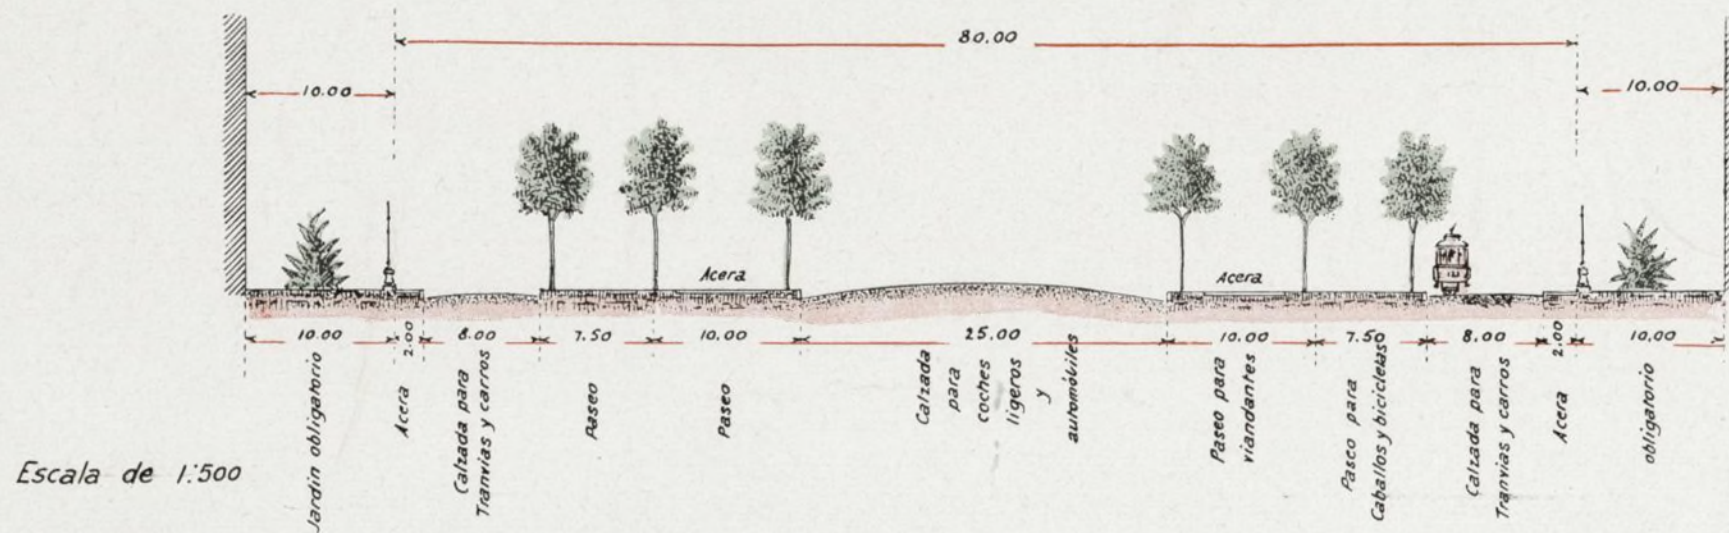 80.00
10.00
10.00
Acera
Acera
10.00
2.00
8.00
7.50
10.00
25.00
10.00
7.50
8.00
2.00
10,00
Jardin obligatorio
Acera
Calzada para
Tranvias y carros
Paseo
Paseo
Calzada
para
coches
ligeros
y
automóbiles
Paseo para
viandantes
Paseo para
Caballos y bicicletas
Calzada para
Tranvias y carros
Acera
obligatorio
Escala de 1:500